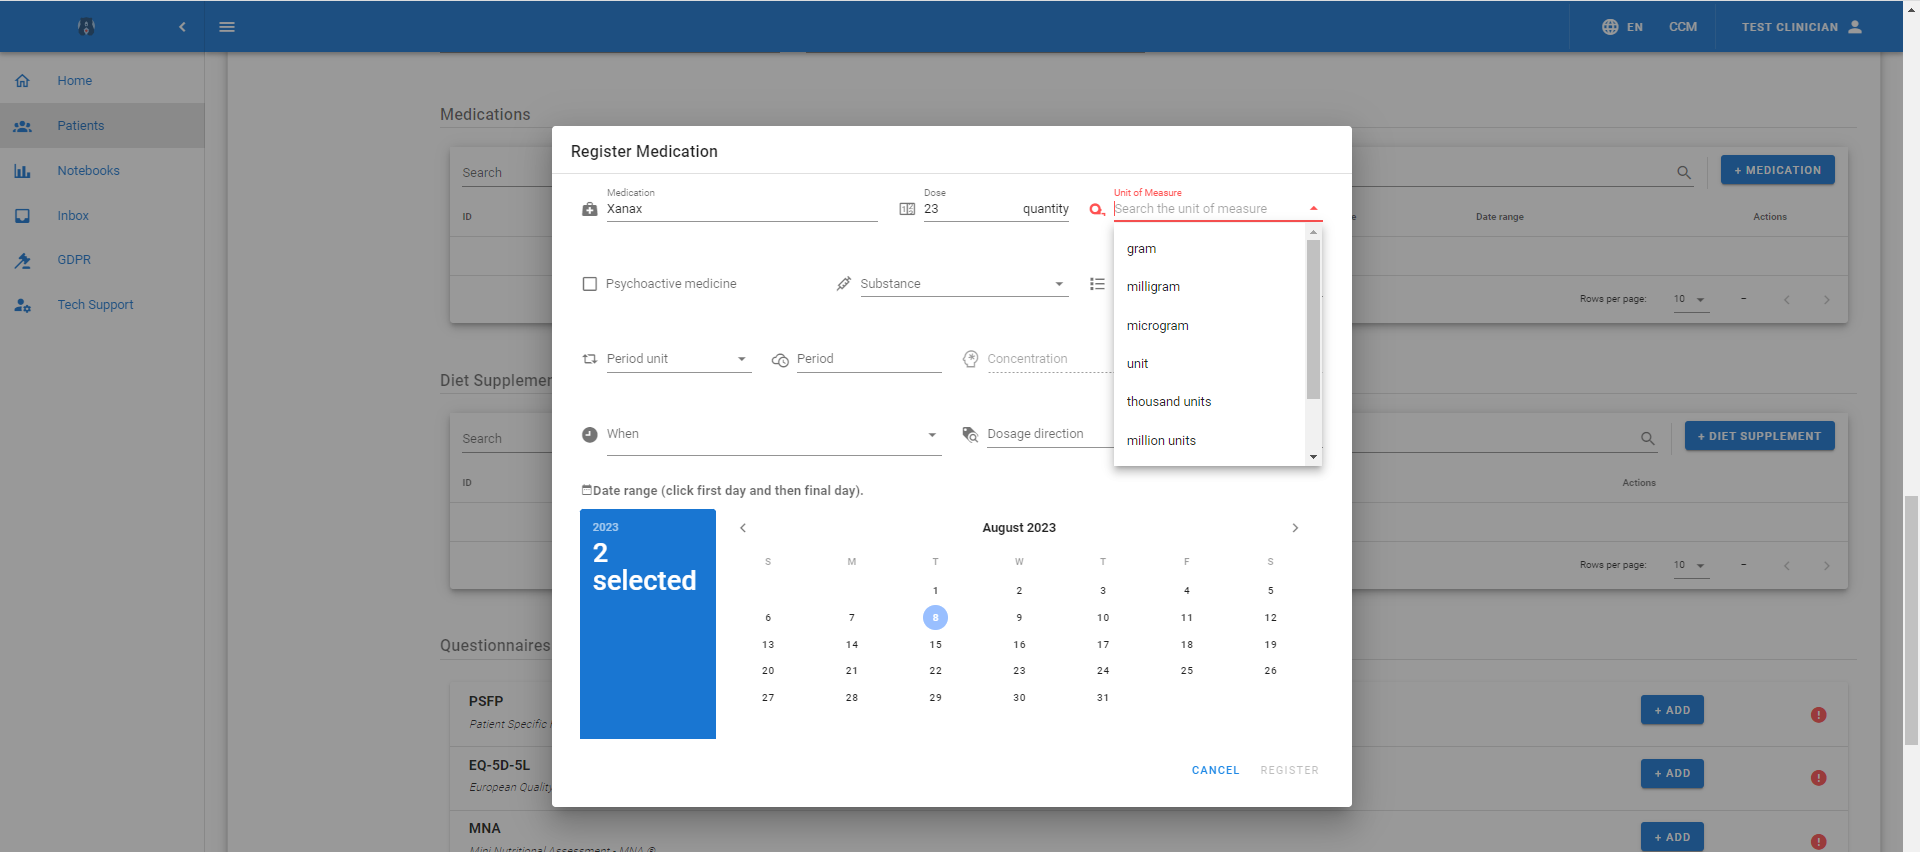 EN
CCM
TEST CLINICIAN
Home
Patients
Notebooks
Inbox
GDPR
Tech Support
Medications
Search
+ MEDICATION
ID
Date range
Actions
Rows per page:
10
–
Register Medication
Medication
Xanax
Dose
23
quantity
Unit of Measure
Search the unit of measure
gram
milligram
microgram
unit
thousand units
million units
Psychoactive medicine
Substance
Period unit
Period
Concentration
When
Dosage direction
Date range (click first day and then final day).
2023
2
selected
August 2023
S M T W T F S
1 2 3 4 5
6 7 8 9 10 11 12
13 14 15 16 17 18 19
20 21 22 23 24 25 26
27 28 29 30 31
CANCEL
REGISTER
Diet Supplemen
Search
+ DIET SUPPLEMENT
ID
Actions
Rows per page:
10
–
Questionnaires
PSFP
Patient Specific
+ ADD
EQ-5D-5L
European Quality
+ ADD
MNA
Mini Nutritional Assessment - MNA ®
+ ADD